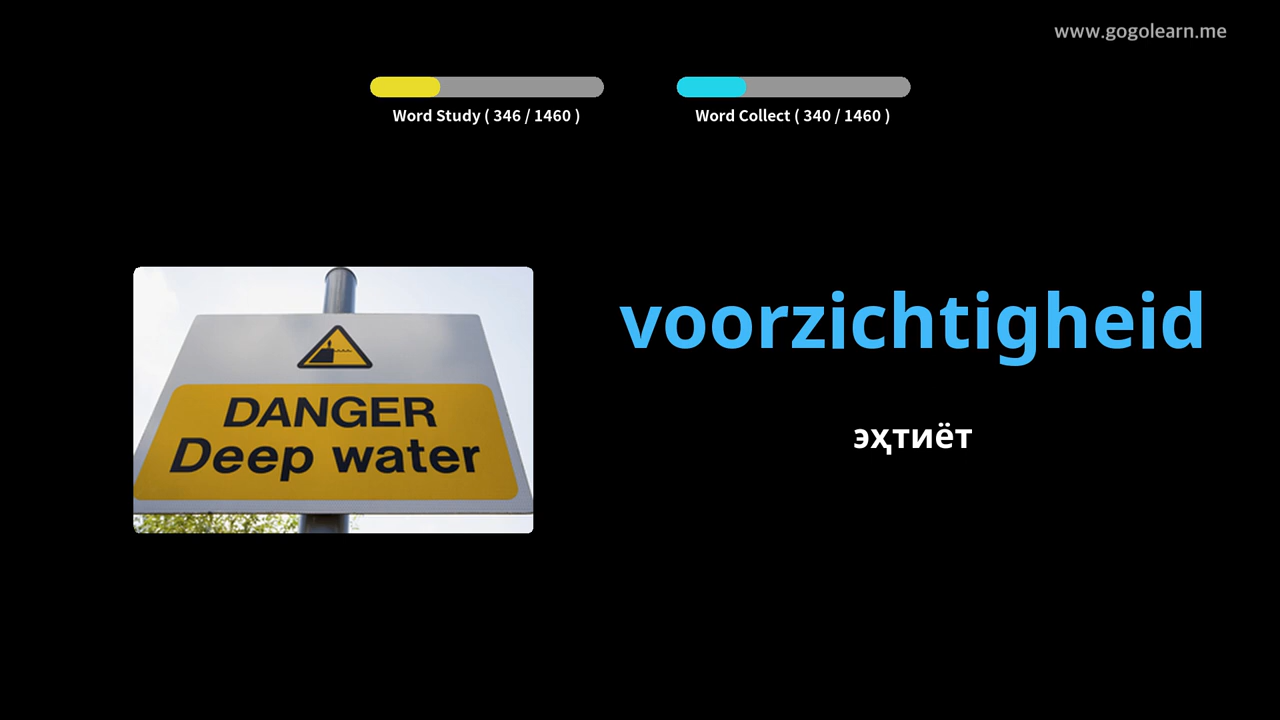 www.gogolearn.me
Word Study ( 346 / 1460 )
Word Collect ( 340 / 1460 )
DANGER
Deep water
voorzichtigheid
эҳтиёт